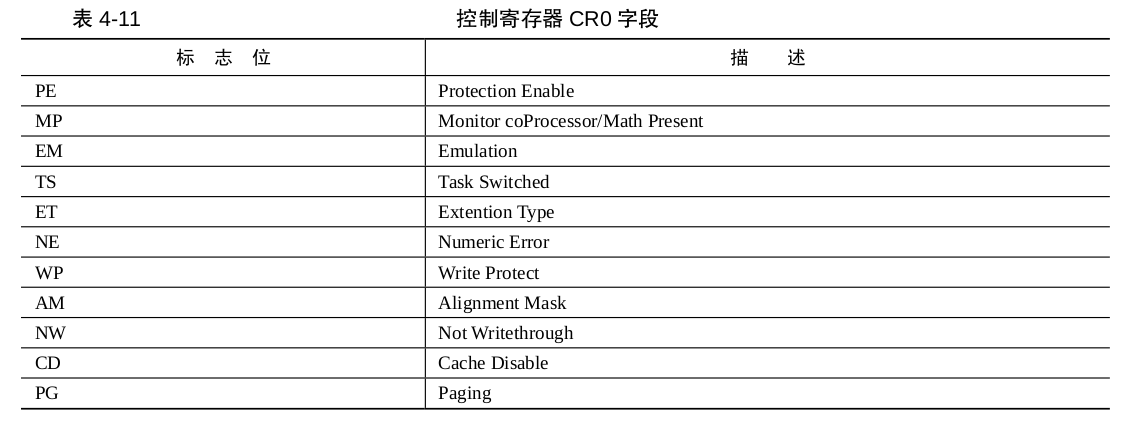 表 4-11 控制寄存器 CR0 字段
标 志 位 描 述
PE Protection Enable
MP Monitor coProcessor/Math Present
EM Emulation
TS Task Switched
ET Extention Type
NE Numeric Error
WP Write Protect
AM Alignment Mask
NW Not Writethrough
CD Cache Disable
PG Paging